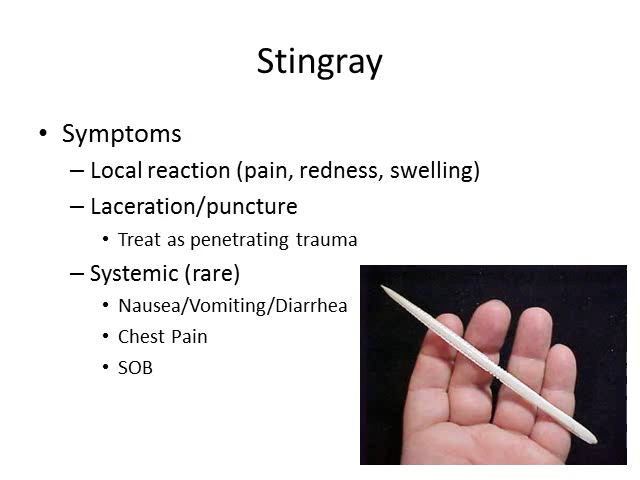 Stingray
• Symptoms
– Local reaction (pain, redness, swelling)
– Laceration/puncture
• Treat as penetrating trauma
– Systemic (rare)
• Nausea/Vomiting/Diarrhea
• Chest Pain
• SOB